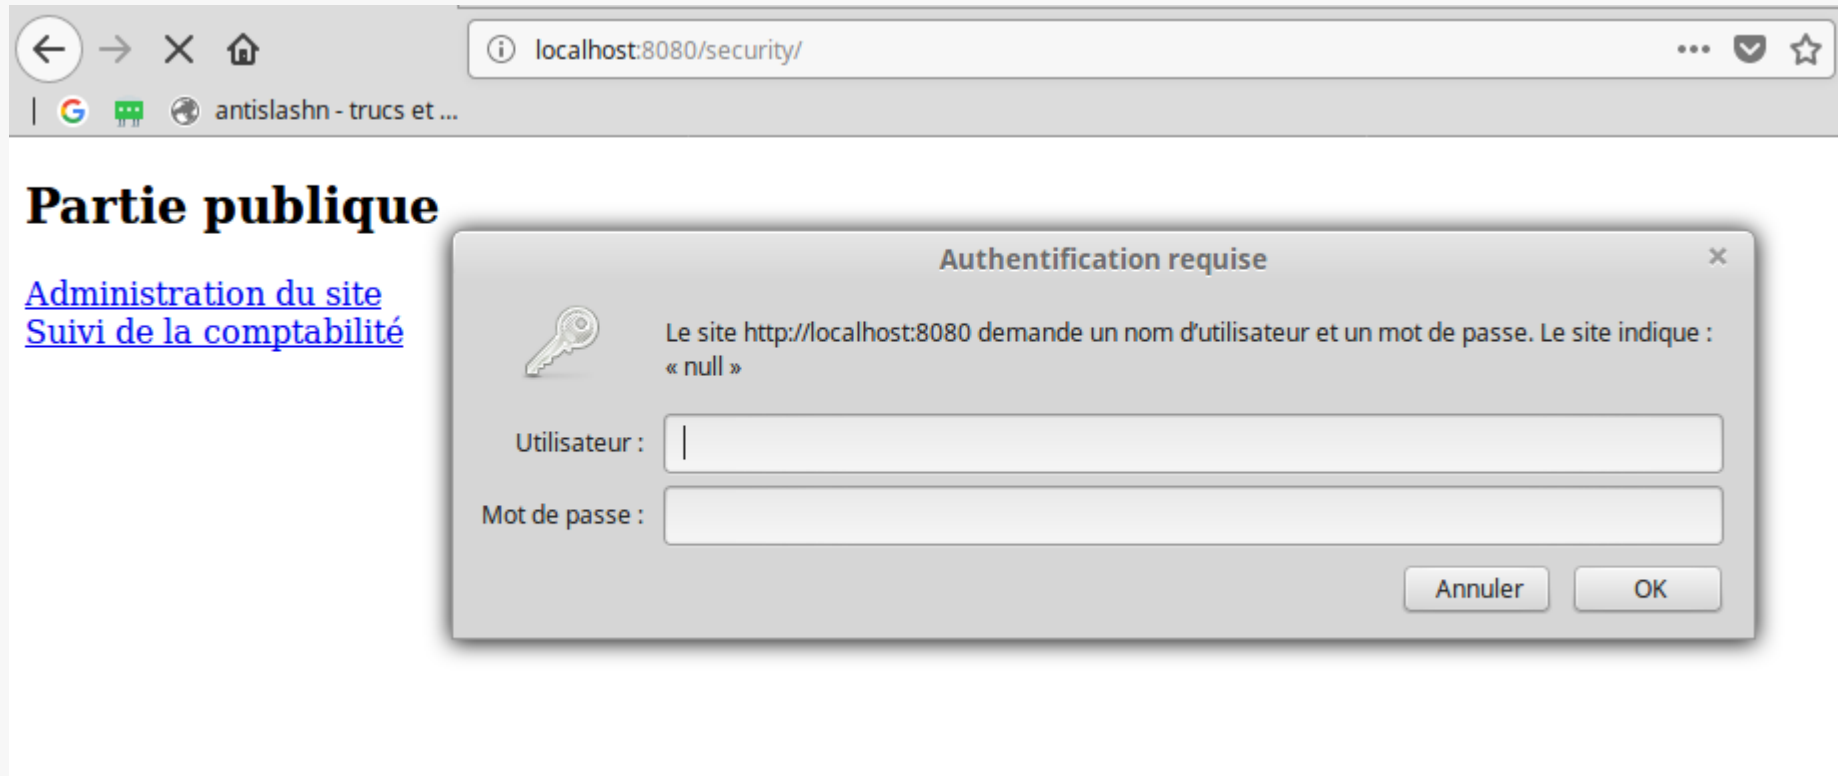 localhost:8080/security/
antislashn - trucs et ...
Partie publique
Administration du site
Suivi de la comptabilité
Authentification requise
Le site http://localhost:8080 demande un nom d’utilisateur et un mot de passe. Le site indique :
« null »
Utilisateur :
Mot de passe :
Annuler OK